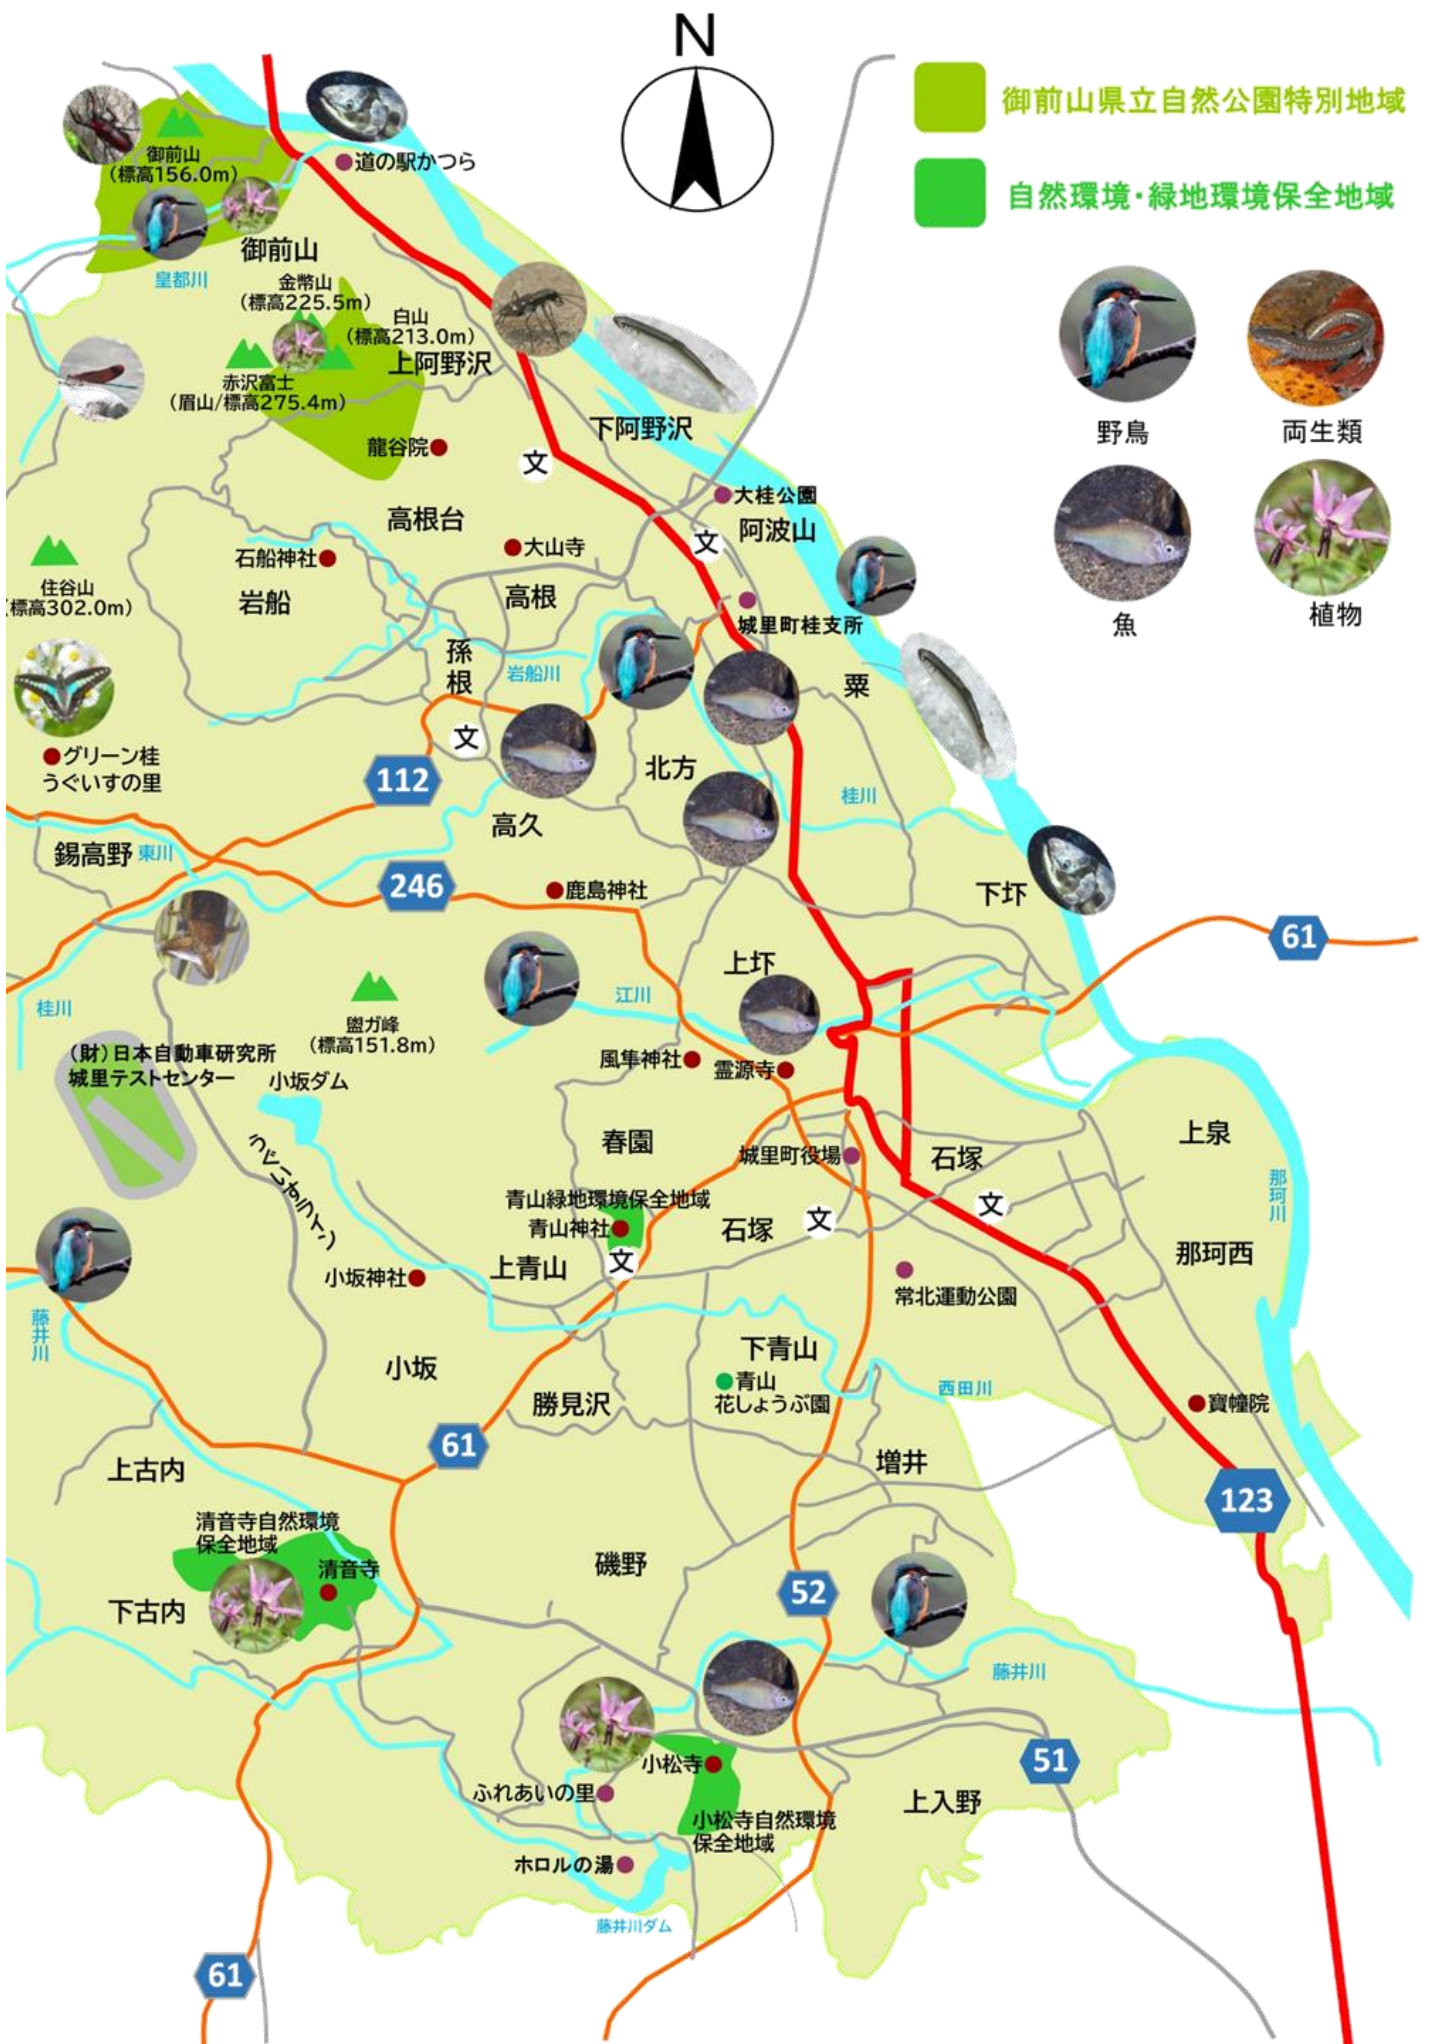 N
御前山県立自然公園特別地域
自然環境・緑地環境保全地域
野鳥
両生類
魚
植物
御前山
(標高156.0m)
道の駅かつら
御前山
皇都川
金幣山
(標高225.5m)
白山
(標高213.0m)
上阿野沢
赤沢富士
(眉山/標高275.4m)
下阿野沢
龍谷院
文
大桂公園
高根台
阿波山
文
石船神社
大山寺
住谷山
(標高302.0m)
岩船
高根
城里町桂支所
孫根
岩船川
粟
文
グリーン桂
うぐいすの里
112
北方
桂川
高久
錫高野
東川
246
鹿島神社
下圷
61
上圷
桂川
江川
盥ガ峰
(標高151.8m)
(財)日本自動車研究所
城里テストセンター
小坂ダム
風隼神社
霊源寺
うぐいすライン
春園
城里町役場
石塚
上泉
那珂川
青山緑地環境保全地域
青山神社
石塚
文
文
文
上青山
那珂西
小坂神社
常北運動公園
藤井川
小坂
下青山
青山
花しょうぶ園
西田川
勝見沢
寶幢院
61
上古内
増井
123
清音寺自然環境
保全地域
清音寺
磯野
下古内
52
藤井川
小松寺
51
ふれあいの里
上入野
小松寺自然環境
保全地域
ホロルの湯
藤井川ダム
61